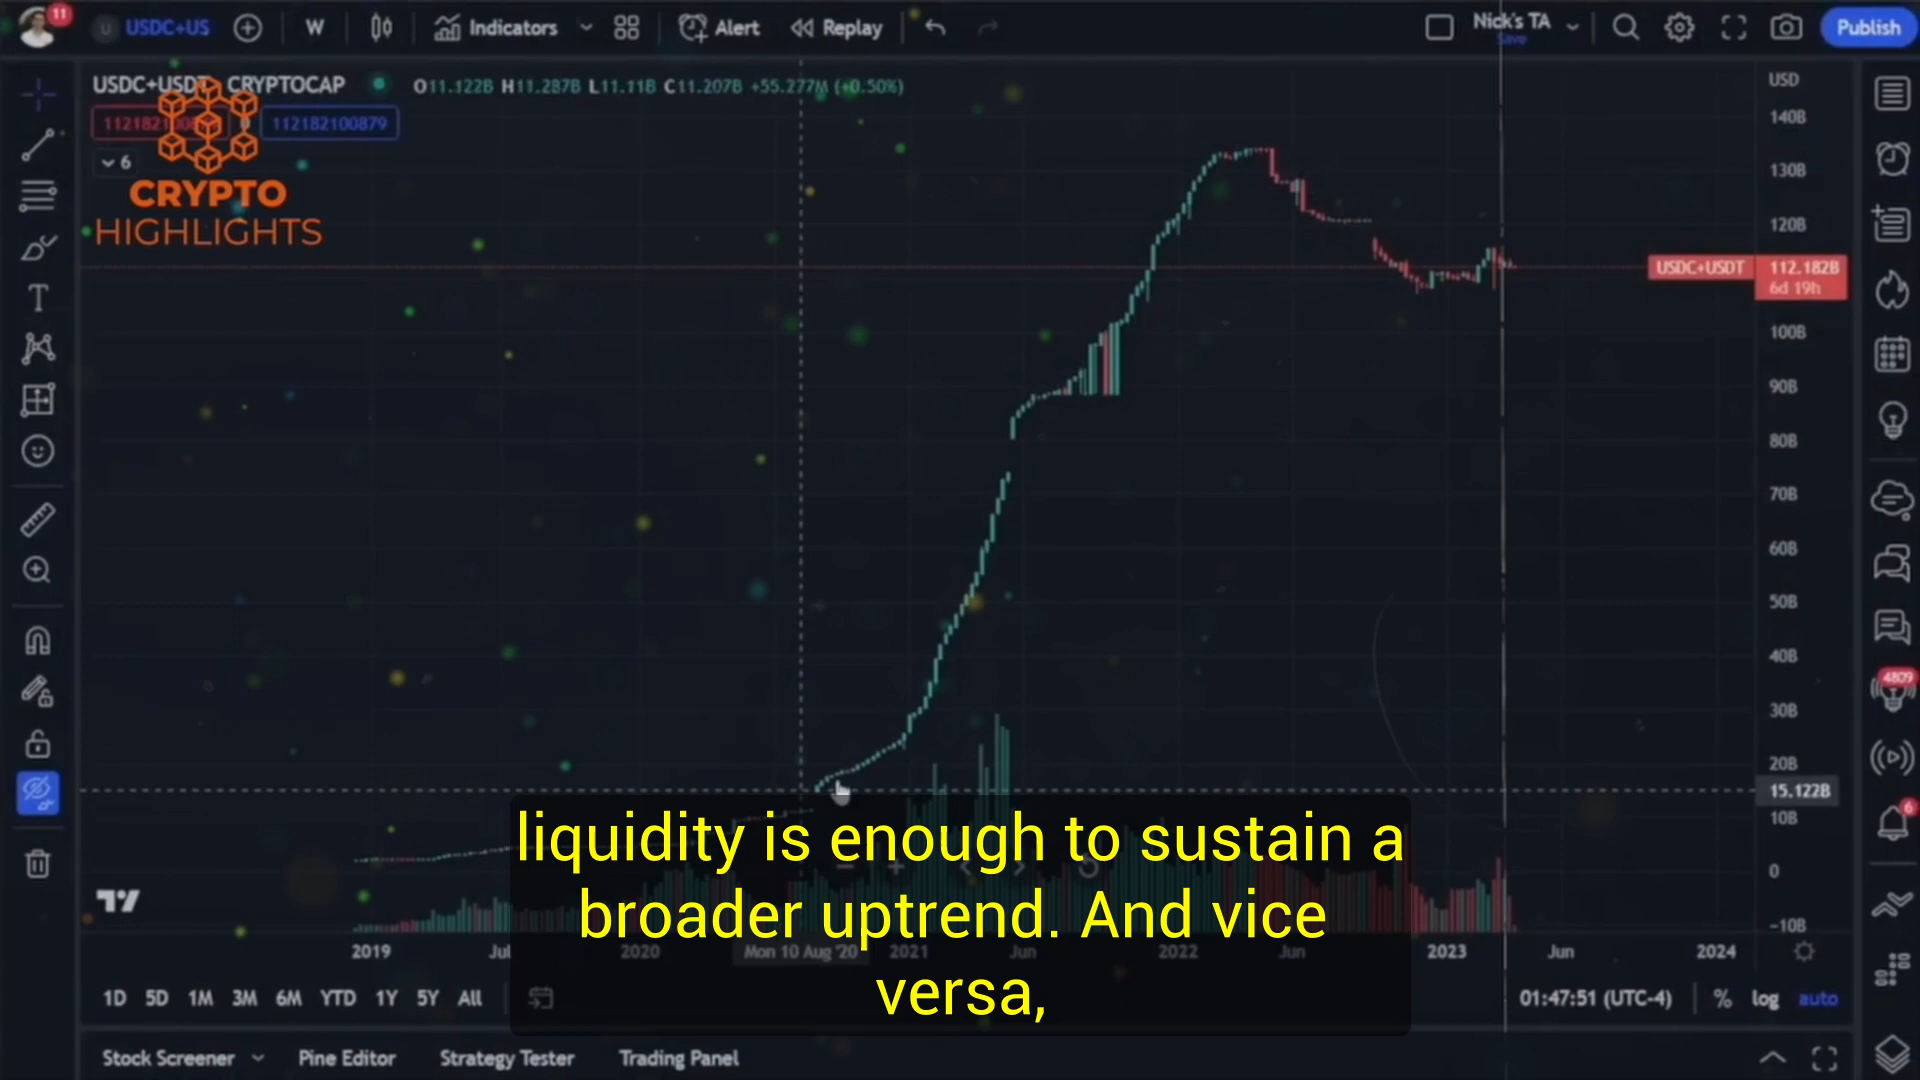 11
U USDC+US W Indicators Alert Replay Nick's TA Save Publish
USDC+USDT CRYPTOCAP O11.122B H11.287B L11.11B C11.207B +55.277M (+0.50%)
0 112182100879
6
CRYPTO
HIGHLIGHTS
USD
140B
130B
120B
USDC+USDT 112.182B
6d 19h
100B
90B
80B
70B
60B
50B
40B
30B
20B
15.122B
10B
0
-10B
4809
6
liquidity is enough to sustain a
broader uptrend. And vice
versa,
2019 Jul 2020 Mon 10 Aug '20 2021 Jun 2022 Jun 2023 Jun 2024
1D 5D 1M 3M 6M YTD 1Y 5Y All 01:47:51 (UTC-4) % log auto
Stock Screener Pine Editor Strategy Tester Trading Panel